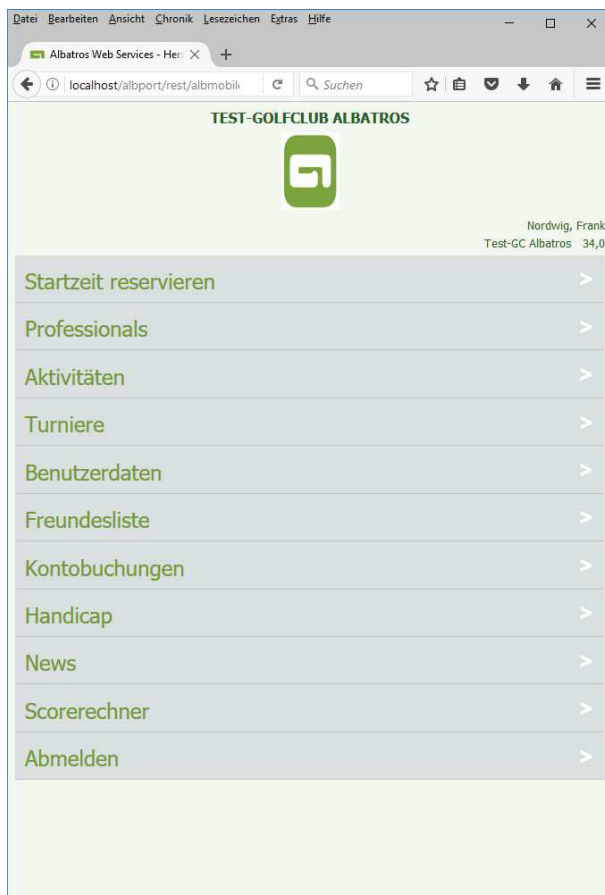 Datei Bearbeiten Ansicht Chronik Lesezeichen Extras Hilfe
Albatros Web Services - Her
localhost/albport/rest/albmobile
Suchen
TEST-GOLFCLUB ALBATROS
Nordwig, Frank
Test-GC Albatros 34,0
Startzeit reservieren >
Professionals >
Aktivitäten >
Turniere >
Benutzerdaten >
Freundesliste >
Kontobuchungen >
Handicap >
News >
Scorerechner >
Abmelden >